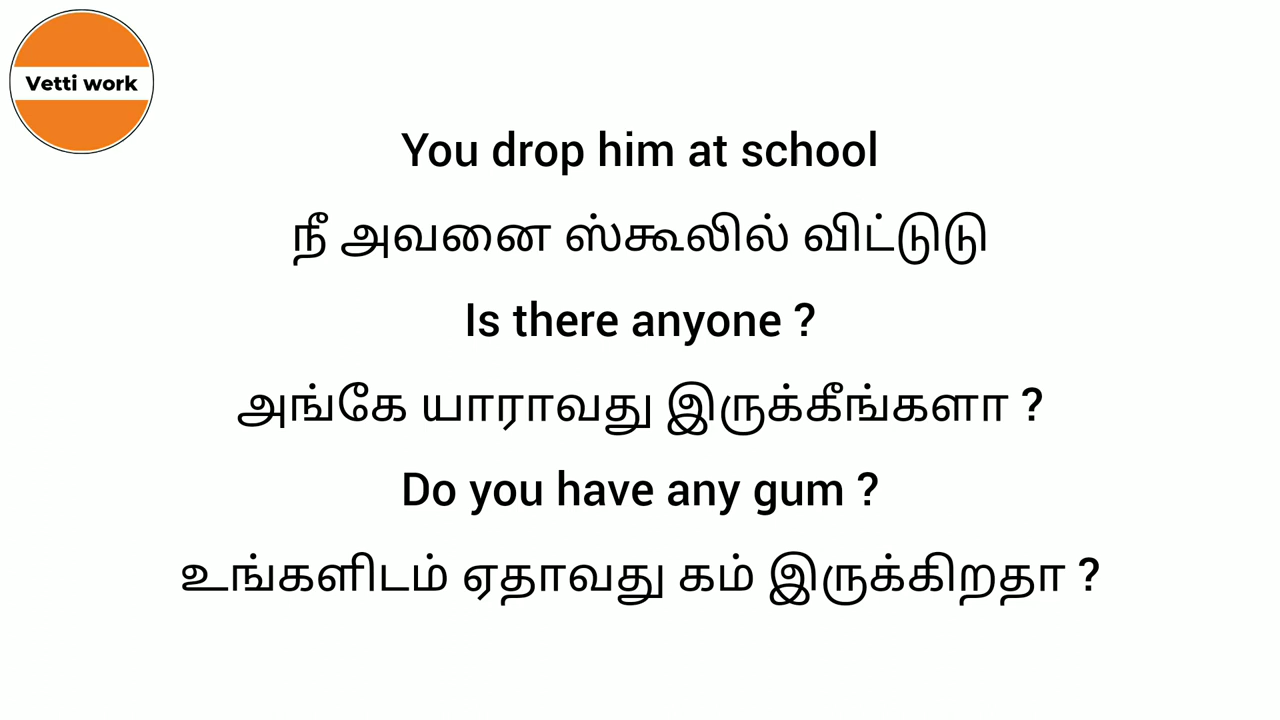 Vetti work
You drop him at school
நீ அவனை ஸ்கூலில் விட்டுடு
Is there anyone ?
அங்கே யாராவது இருக்கீங்களா ?
Do you have any gum ?
உங்களிடம் ஏதாவது கம் இருக்கிறதா ?